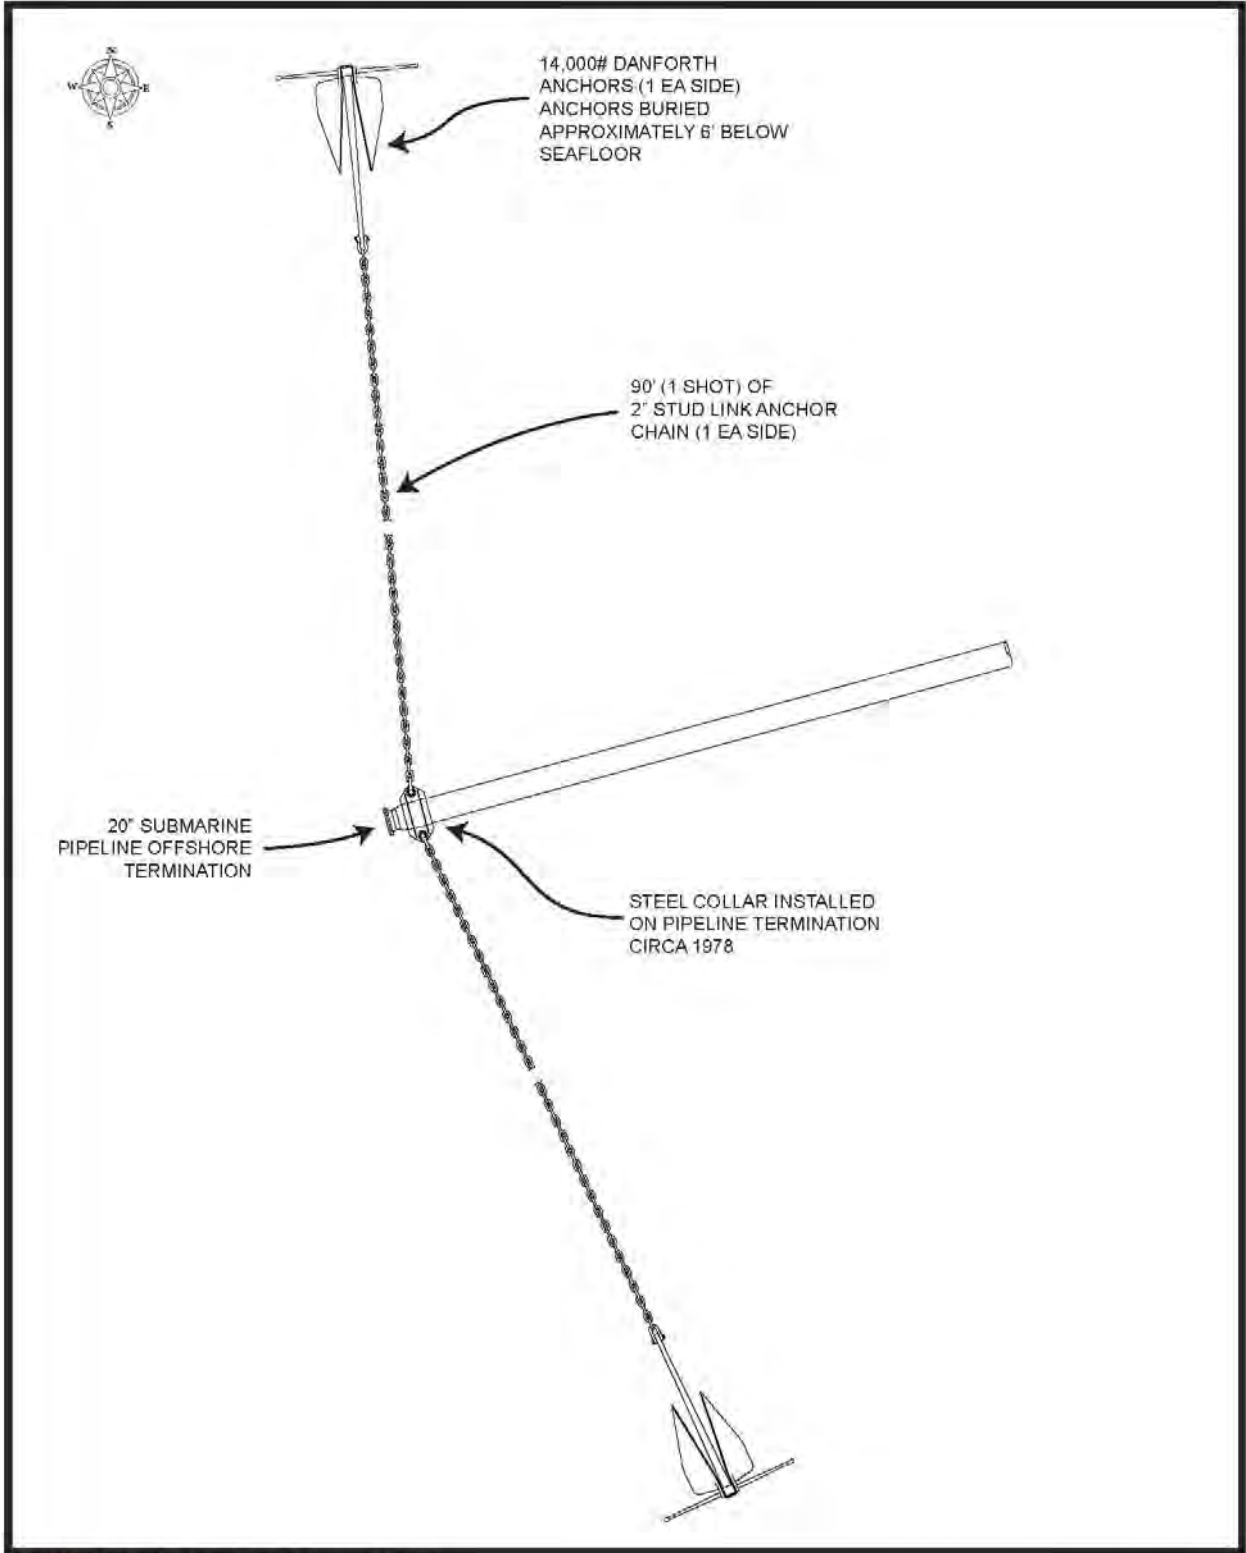 N
W E
S
14,000# DANFORTH
ANCHORS (1 EA SIDE)
ANCHORS BURIED
APPROXIMATELY 6' BELOW
SEAFLOOR
90' (1 SHOT) OF
2" STUD LINK ANCHOR
CHAIN (1 EA SIDE)
20" SUBMARINE
PIPELINE OFFSHORE
TERMINATION
STEEL COLLAR INSTALLED
ON PIPELINE TERMINATION
CIRCA 1978